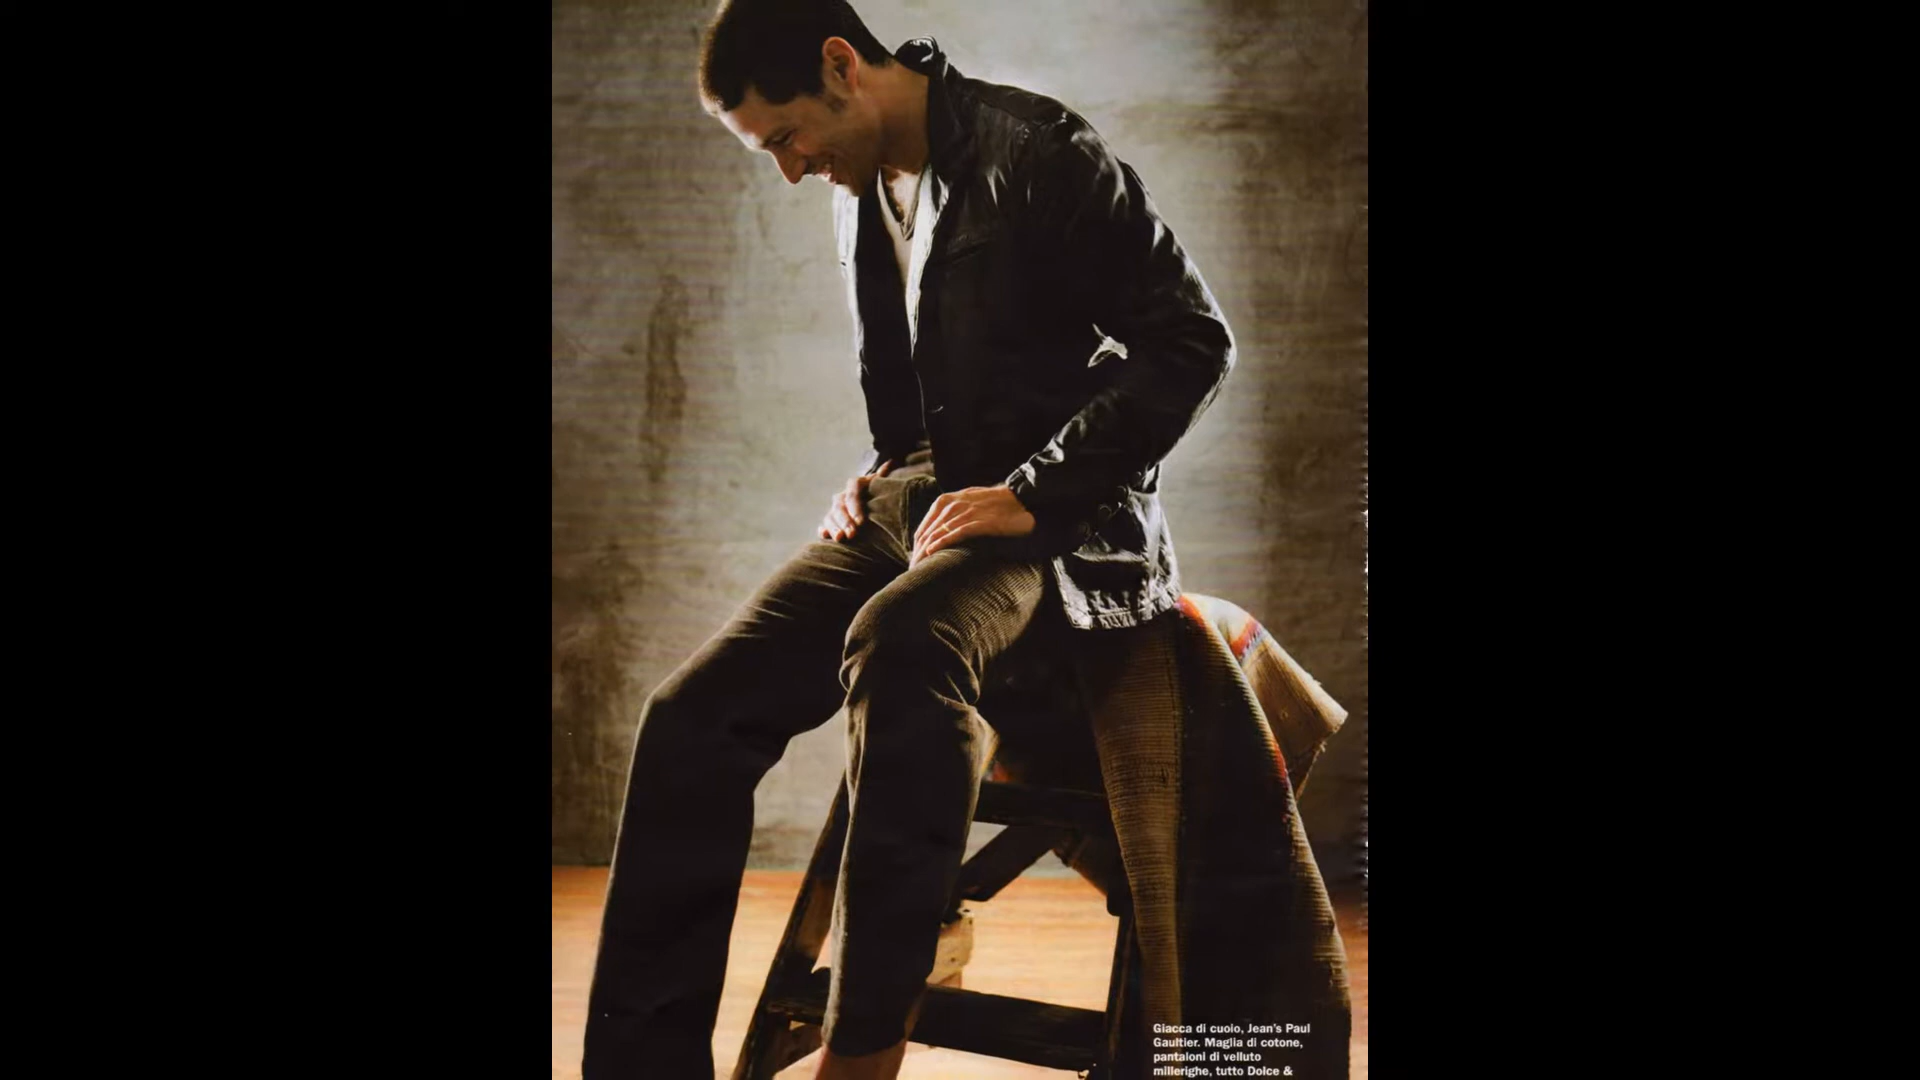 Giacca di cuoio, Jean's Paul
Gaultier. Maglia di cotone,
pantaloni di velluto
millerighe, tutto Dolce &